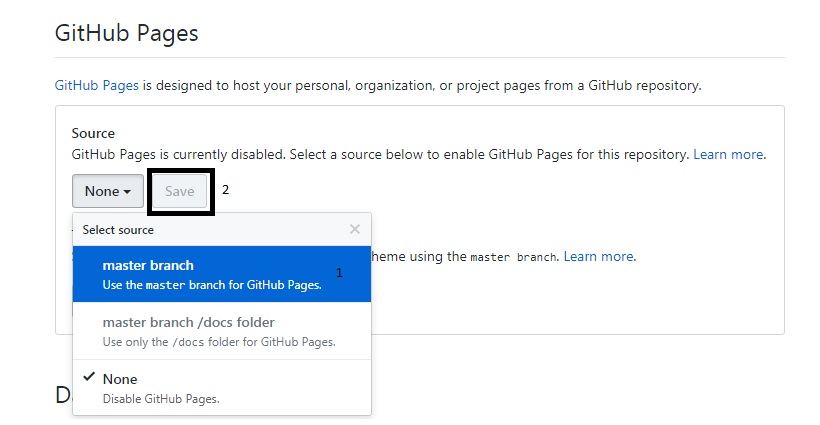 GitHub Pages
GitHub Pages is designed to host your personal, organization, or project pages from a GitHub repository.
Source
GitHub Pages is currently disabled. Select a source below to enable GitHub Pages for this repository. Learn more.
None Save 2
Select source
heme using the master branch. Learn more.
master branch 1
Use the master branch for GitHub Pages.
master branch /docs folder
Use only the /docs folder for GitHub Pages.
None
Disable GitHub Pages.